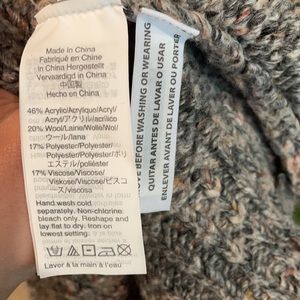 Made in China
Fabriqué en Chine
In China Hergestellt
Vervaardigd in China
中国製
Hecho en China
46% Acrylic/Acrylique/Acryl/
Acryl/アクリル/acrílico
20% Wool/Laine/Wolle/Wol/
ウール/lana
17% Polyester/Polyester/
Polyester/Polyester/ポリ
エステル/poliéster
17% Viscose/Viscose/
Viskose/Viscose/ビスコー
ス/viscosa
Hand wash cold
separately. Non-chlorine
bleach only. Reshape and
lay flat to dry. Iron on
lowest setting.
Laver à la main à l'eau
BEFORE WASHING OR WEARING
QUITAR ANTES DE LAVAR O USAR
ENLEVER AVANT DE LAVER OU PORTER